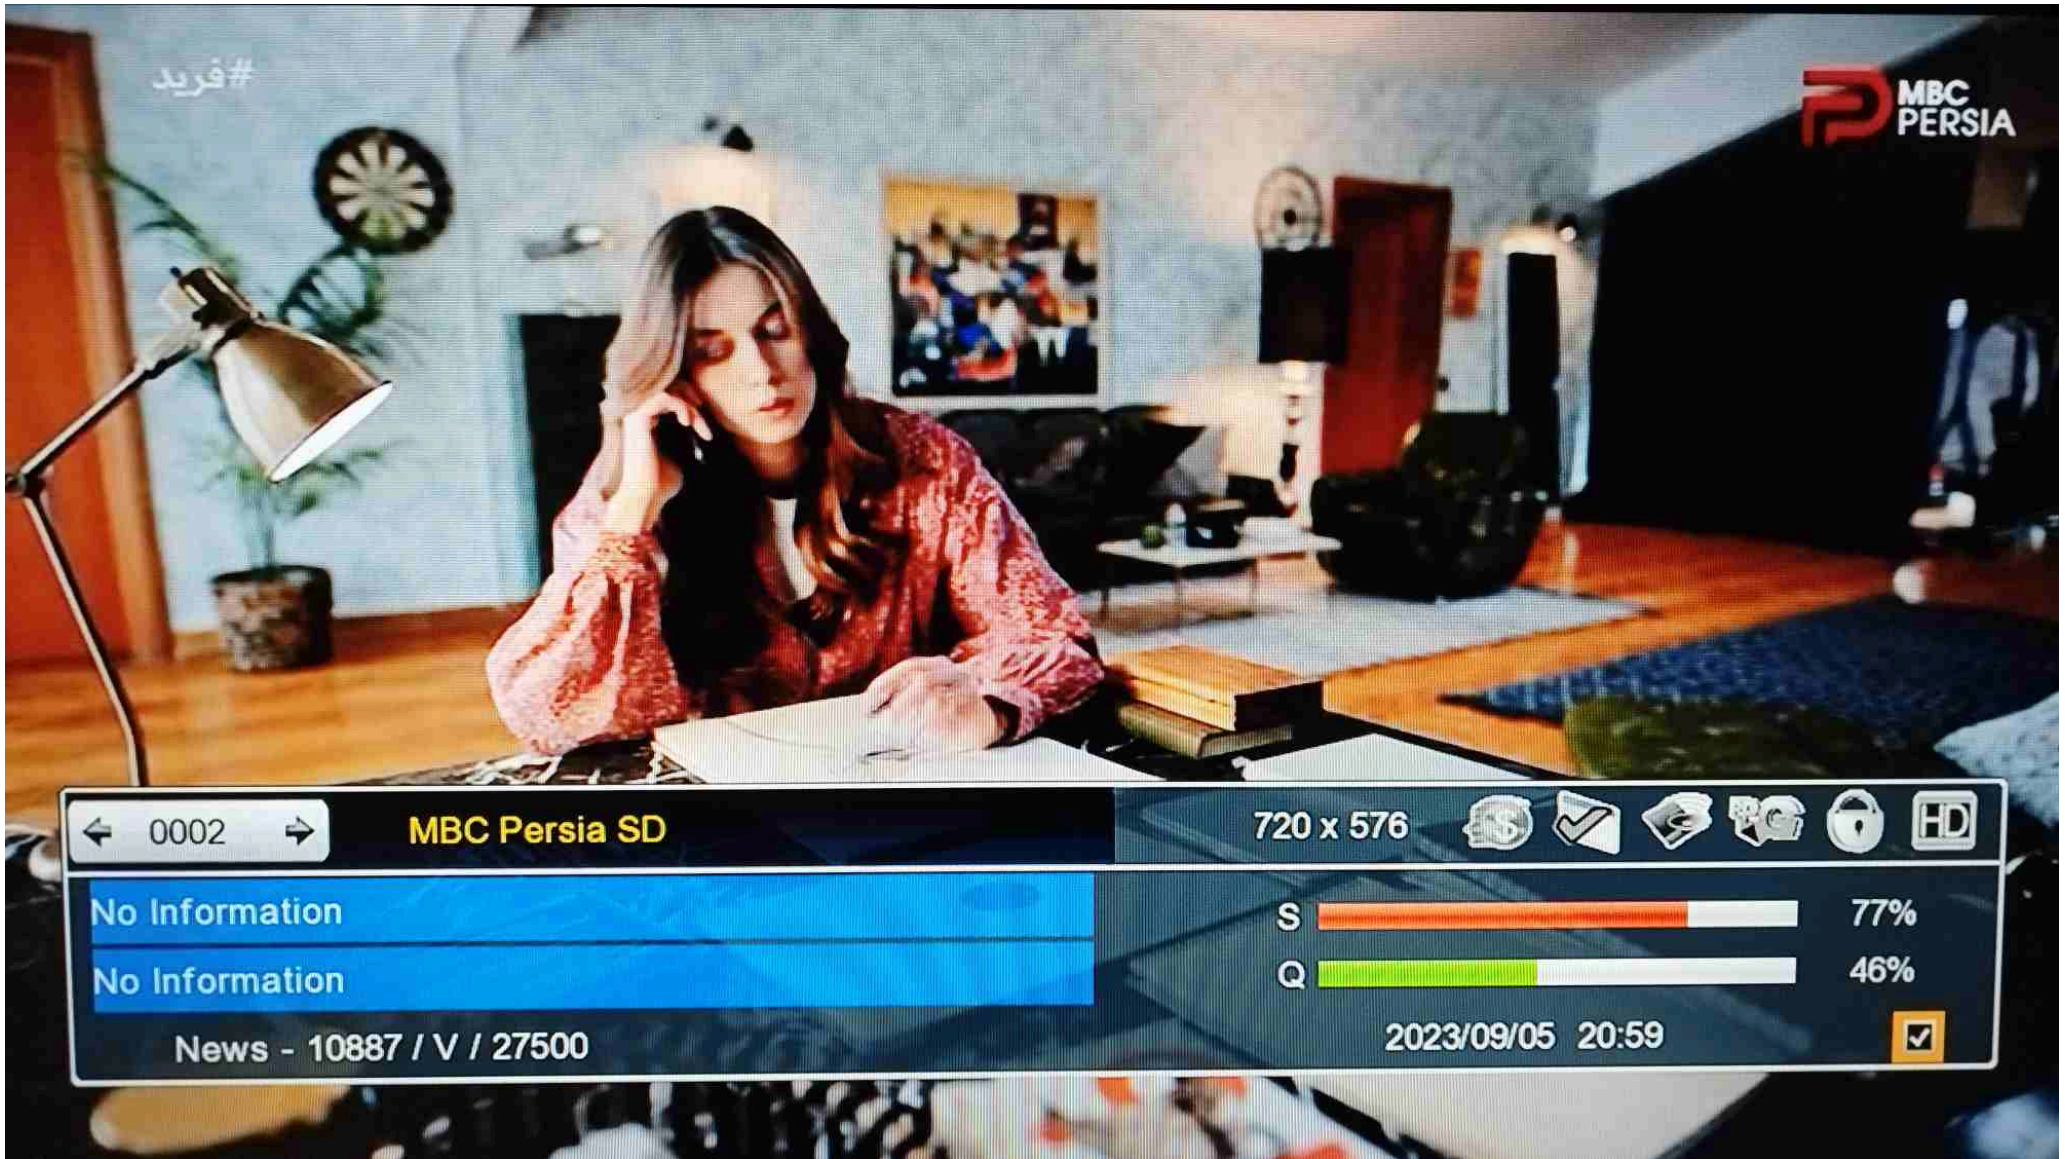 #فرید
MBC
PERSIA
0002
MBC Persia SD
720 x 576
HD
No Information
S 77%
No Information
Q 46%
News - 10887 / V / 27500
2023/09/05 20:59